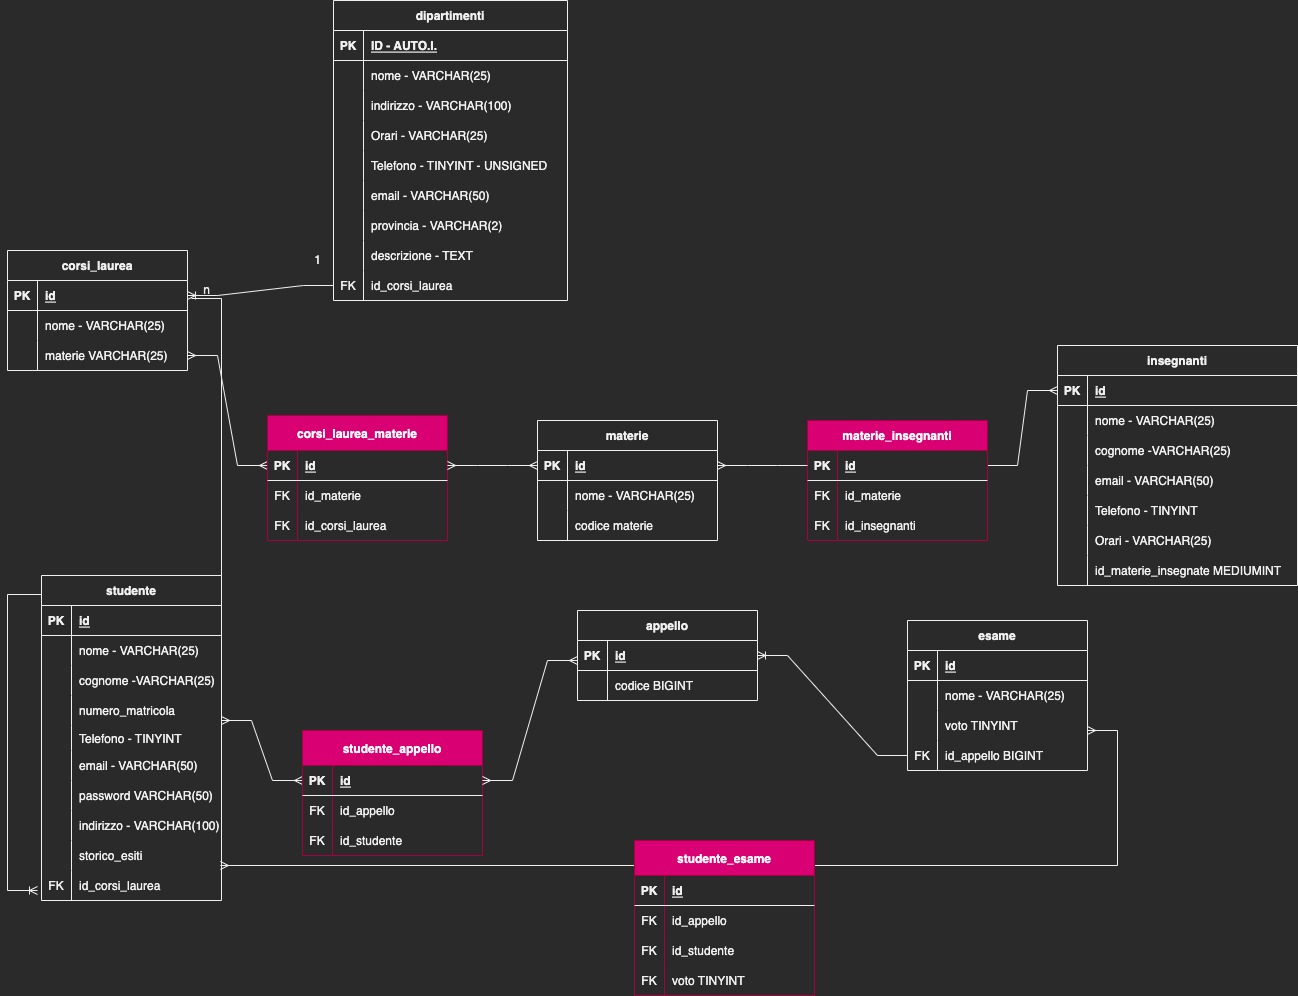 dipartimenti
PK ID - AUTO.I.
nome - VARCHAR(25)
indirizzo - VARCHAR(100)
Orari - VARCHAR(25)
Telefono - TINYINT - UNSIGNED
email - VARCHAR(50)
provincia - VARCHAR(2)
descrizione - TEXT
FK id_corsi_laurea
1
n
corsi_laurea
PK id
nome - VARCHAR(25)
materie VARCHAR(25)
corsi_laurea_materie
PK id
FK id_materie
FK id_corsi_laurea
materie
PK id
nome - VARCHAR(25)
codice materie
materie_insegnanti
PK id
FK id_materie
FK id_insegnanti
insegnanti
PK id
nome - VARCHAR(25)
cognome -VARCHAR(25)
email - VARCHAR(50)
Telefono - TINYINT
Orari - VARCHAR(25)
id_materie_insegnate MEDIUMINT
studente
PK id
nome - VARCHAR(25)
cognome -VARCHAR(25)
numero_matricola
Telefono - TINYINT
email - VARCHAR(50)
password VARCHAR(50)
indirizzo - VARCHAR(100)
storico_esiti
FK id_corsi_laurea
studente_appello
PK id
FK id_appello
FK id_studente
appello
PK id
codice BIGINT
esame
PK id
nome - VARCHAR(25)
voto TINYINT
FK id_appello BIGINT
studente_esame
PK id
FK id_appello
FK id_studente
FK voto TINYINT